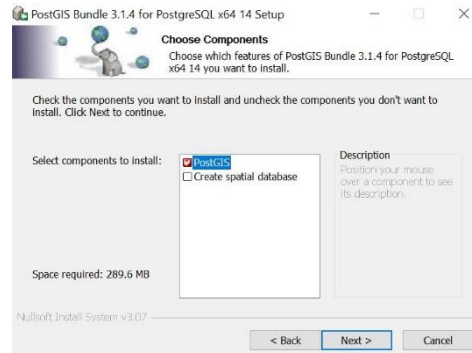 PostGIS Bundle 3.1.4 for PostgreSQL x64 14 Setup
Choose Components
Choose which features of PostGIS Bundle 3.1.4 for PostgreSQL
x64 14 you want to install.
Check the components you want to install and uncheck the components you don't want to
install. Click Next to continue.
Select components to install:
PostGIS
Create spatial database
Description
Position your mouse
over a component to see
its description.
Space required: 289.6 MB
Nullsoft Install System v3.07
< Back
Next >
Cancel